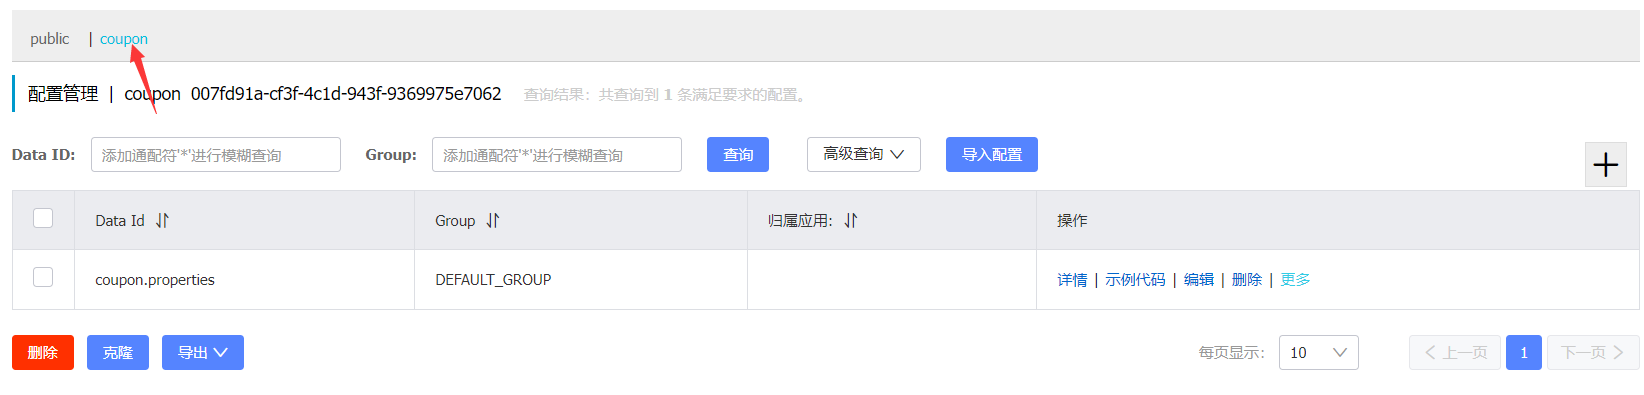 public | coupon
配置管理 | coupon 007fd91a-cf3f-4c1d-943f-9369975e7062 查询结果：共查询到 1 条满足要求的配置。
Data ID: 添加通配符'*'进行模糊查询 Group: 添加通配符'*'进行模糊查询 查询 高级查询 导入配置
Data Id Group 归属应用: 操作
coupon.properties DEFAULT_GROUP 详情 | 示例代码 | 编辑 | 删除 | 更多
删除 克隆 导出 每页显示: 10 上一页 1 下一页